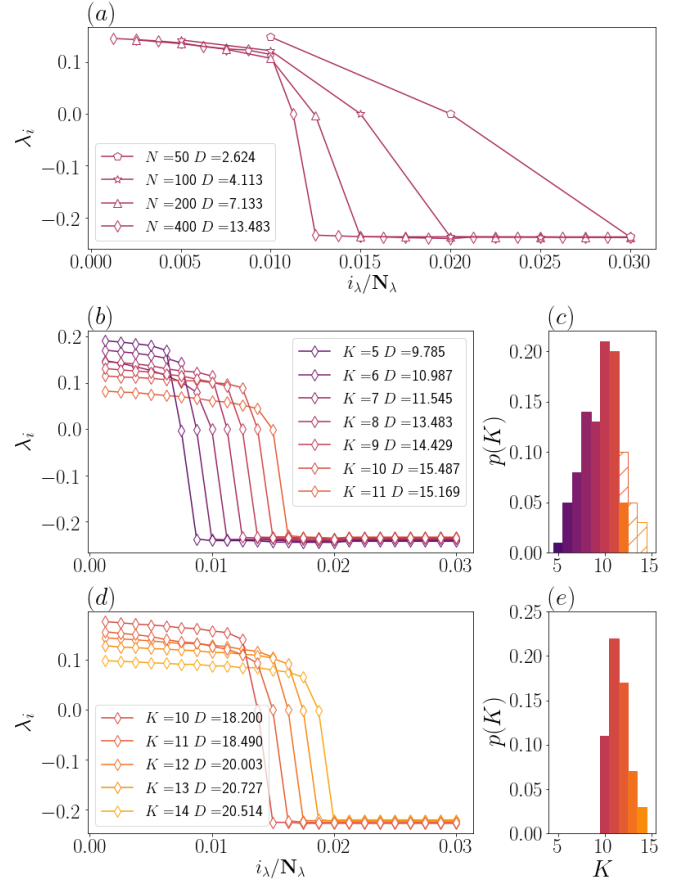 (a)
0.1
0.0
−0.1
−0.2
λi
N =50 D =2.624
N =100 D =4.113
N =200 D =7.133
N =400 D =13.483
0.000 0.005 0.010 0.015 0.020 0.025 0.030
iλ/Nλ
(b) (c)
0.2
0.1
0.0
−0.1
−0.2
λi
K =5 D =9.785
K =6 D =10.987
K =7 D =11.545
K =8 D =13.483
K =9 D =14.429
K =10 D =15.487
K =11 D =15.169
0.00 0.01 0.02 0.03
0.20
0.15
0.10
0.05
0.00
p(K)
5 10 15
(d) (e)
0.1
0.0
−0.1
−0.2
λi
K =10 D =18.200
K =11 D =18.490
K =12 D =20.003
K =13 D =20.727
K =14 D =20.514
0.00 0.01 0.02 0.03
iλ/Nλ
0.25
0.20
0.15
0.10
0.05
0.00
p(K)
5 10 15
K